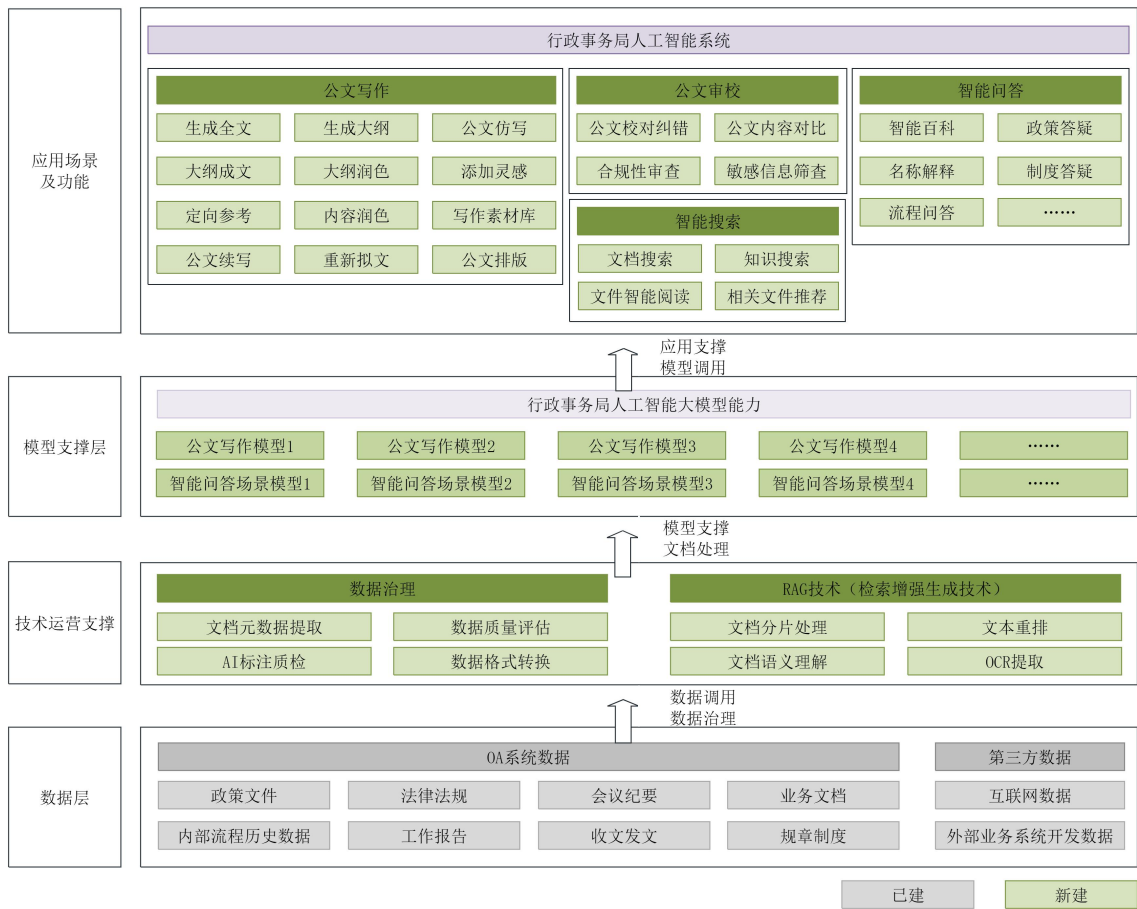 应用场景
及功能
行政事务局人工智能系统
公文写作
生成全文
生成大纲
公文仿写
大纲成文
大纲润色
添加灵感
定向参考
内容润色
写作素材库
公文续写
重新拟文
公文排版
公文审校
公文校对纠错
公文内容对比
合规性审查
敏感信息筛查
智能搜索
文档搜索
知识搜索
文件智能阅读
相关文件推荐
智能问答
智能百科
政策答疑
名称解释
制度答疑
流程问答
……
应用支撑
模型调用
模型支撑层
行政事务局人工智能大模型能力
公文写作模型1
公文写作模型2
公文写作模型3
公文写作模型4
……
智能问答场景模型1
智能问答场景模型2
智能问答场景模型3
智能问答场景模型4
……
模型支撑
文档处理
技术运营支撑
数据治理
文档元数据提取
数据质量评估
AI标注质检
数据格式转换
RAG技术（检索增强生成技术）
文档分片处理
文本重排
文档语义理解
OCR提取
数据调用
数据治理
数据层
OA系统数据
政策文件
法律法规
会议纪要
业务文档
内部流程历史数据
工作报告
收文发文
规章制度
第三方数据
互联网数据
外部业务系统开发数据
已建
新建